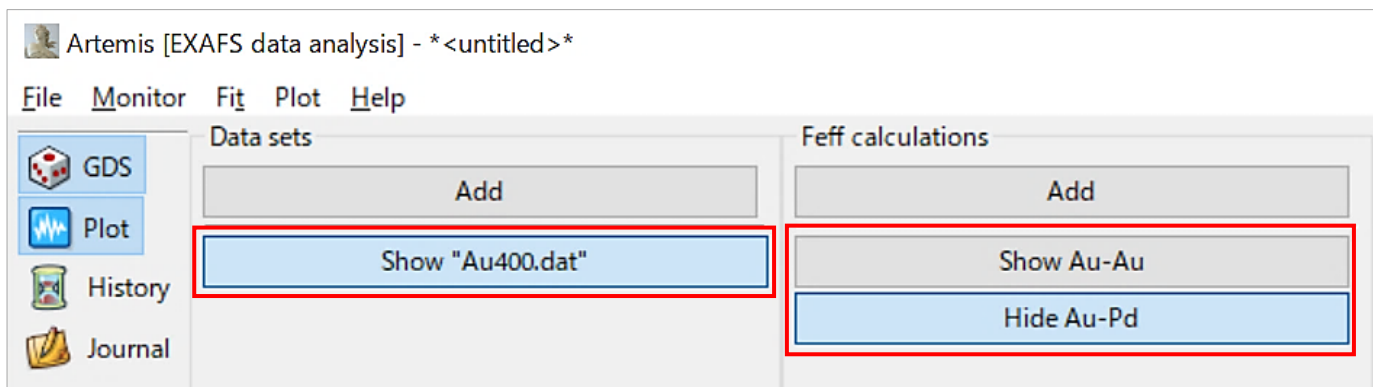 Artemis [EXAFS data analysis] - *<untitled>*
File Monitor Fit Plot Help
Data sets
Feff calculations
GDS
Add
Add
Plot
Show "Au400.dat"
Show Au-Au
History
Hide Au-Pd
Journal